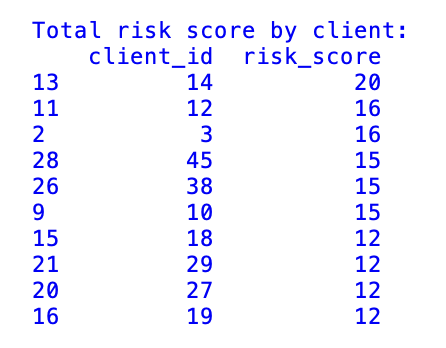 Total risk score by client:
    client_id  risk_score
13         14          20
11         12          16
2           3          16
28         45          15
26         38          15
9          10          15
15         18          12
21         29          12
20         27          12
16         19          12